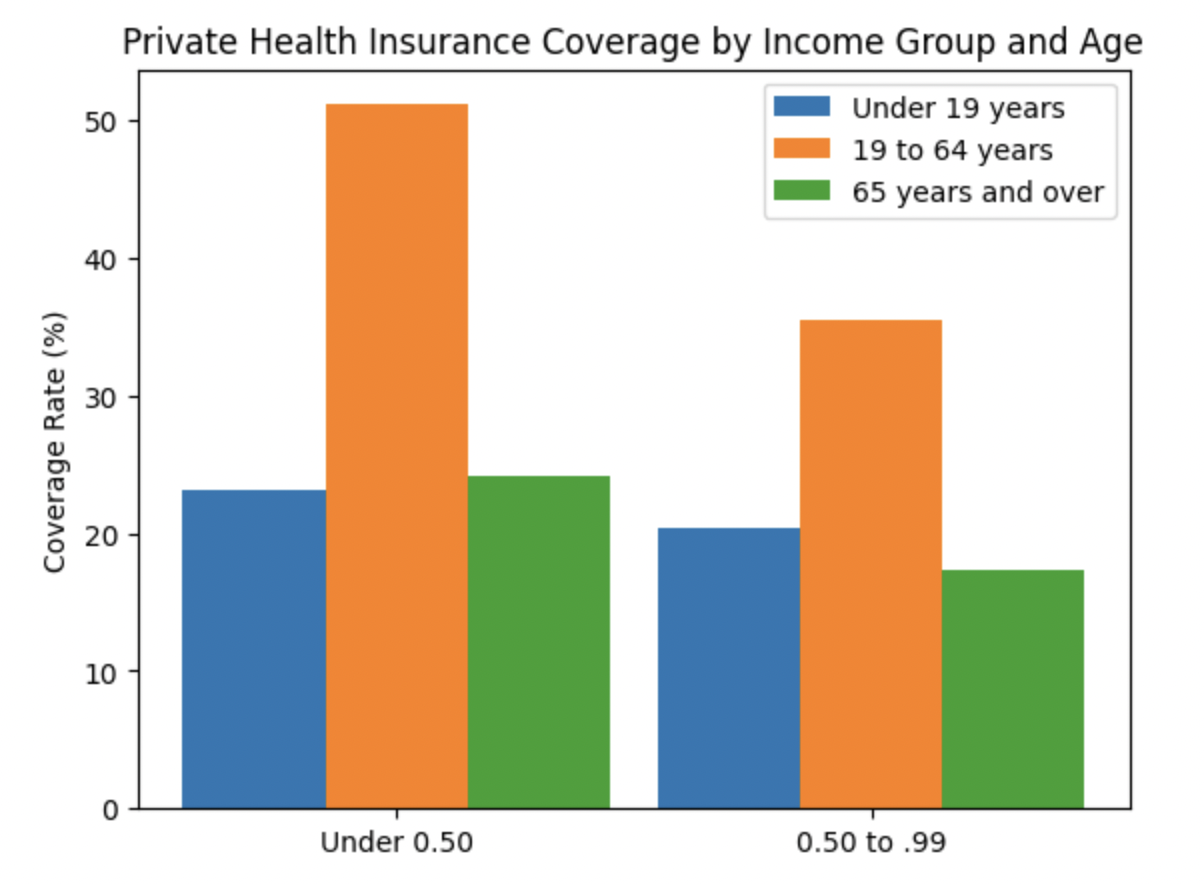 Private Health Insurance Coverage by Income Group and Age
Under 19 years
19 to 64 years
65 years and over
Coverage Rate (%)
50
40
30
20
10
0
Under 0.50
0.50 to .99